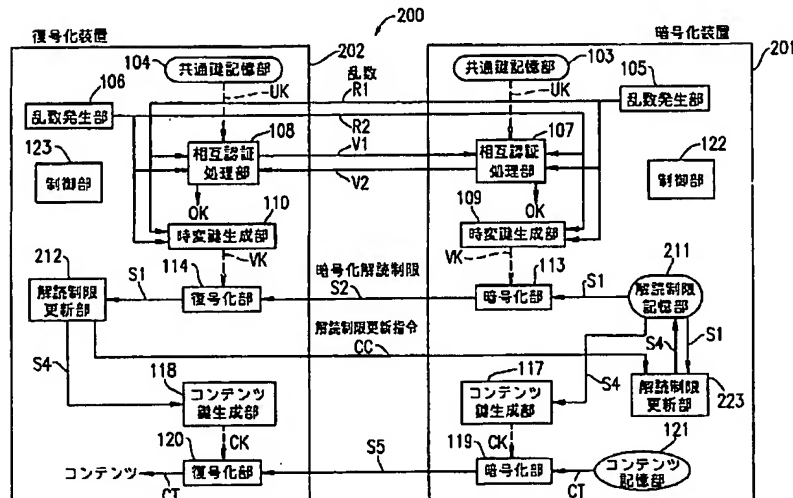 200
復号化装置
202
暗号化装置
201
104
共通鍵記憶部
乱数
共通鍵記憶部
103
105
106
UK
R1
UK
乱数発生部
乱数発生部
R2
108
107
123
V1
122
相互認証
処理部
相互認証
処理部
制御部
V2
制御部
OK
110
OK
109
時変鍵生成部
時変鍵生成部
212
VK
114
暗号化解読制限
VK
113
211
解読制限
更新部
S1
復号化部
S2
暗号化部
S1
解読制限
記憶部
解読制限更新指令
CC
S4
S1
S4
118
117
S4
コンテンツ
鍵生成部
コンテンツ
鍵生成部
解読制限
更新部
223
120
CK
CK
119
121
コンテンツ
復号化部
S5
暗号化部
コンテンツ
記憶部
CT
CT